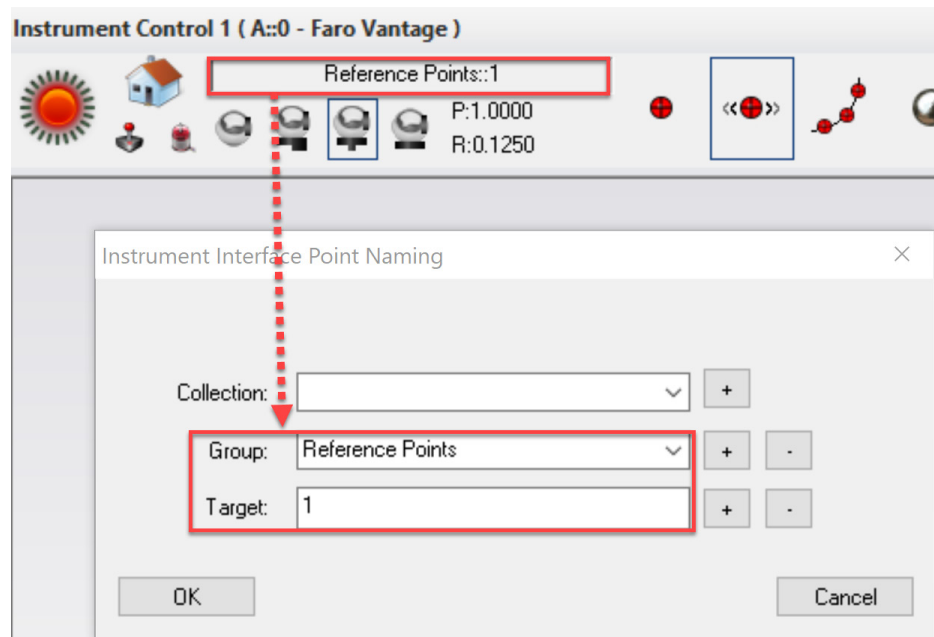 Instrument Control 1 ( A::0 - Faro Vantage )
Reference Points::1
P:1.0000
R:0.1250
Instrument Interface Point Naming
Collection:
+
Group: Reference Points
+ -
Target: 1
+ -
OK Cancel